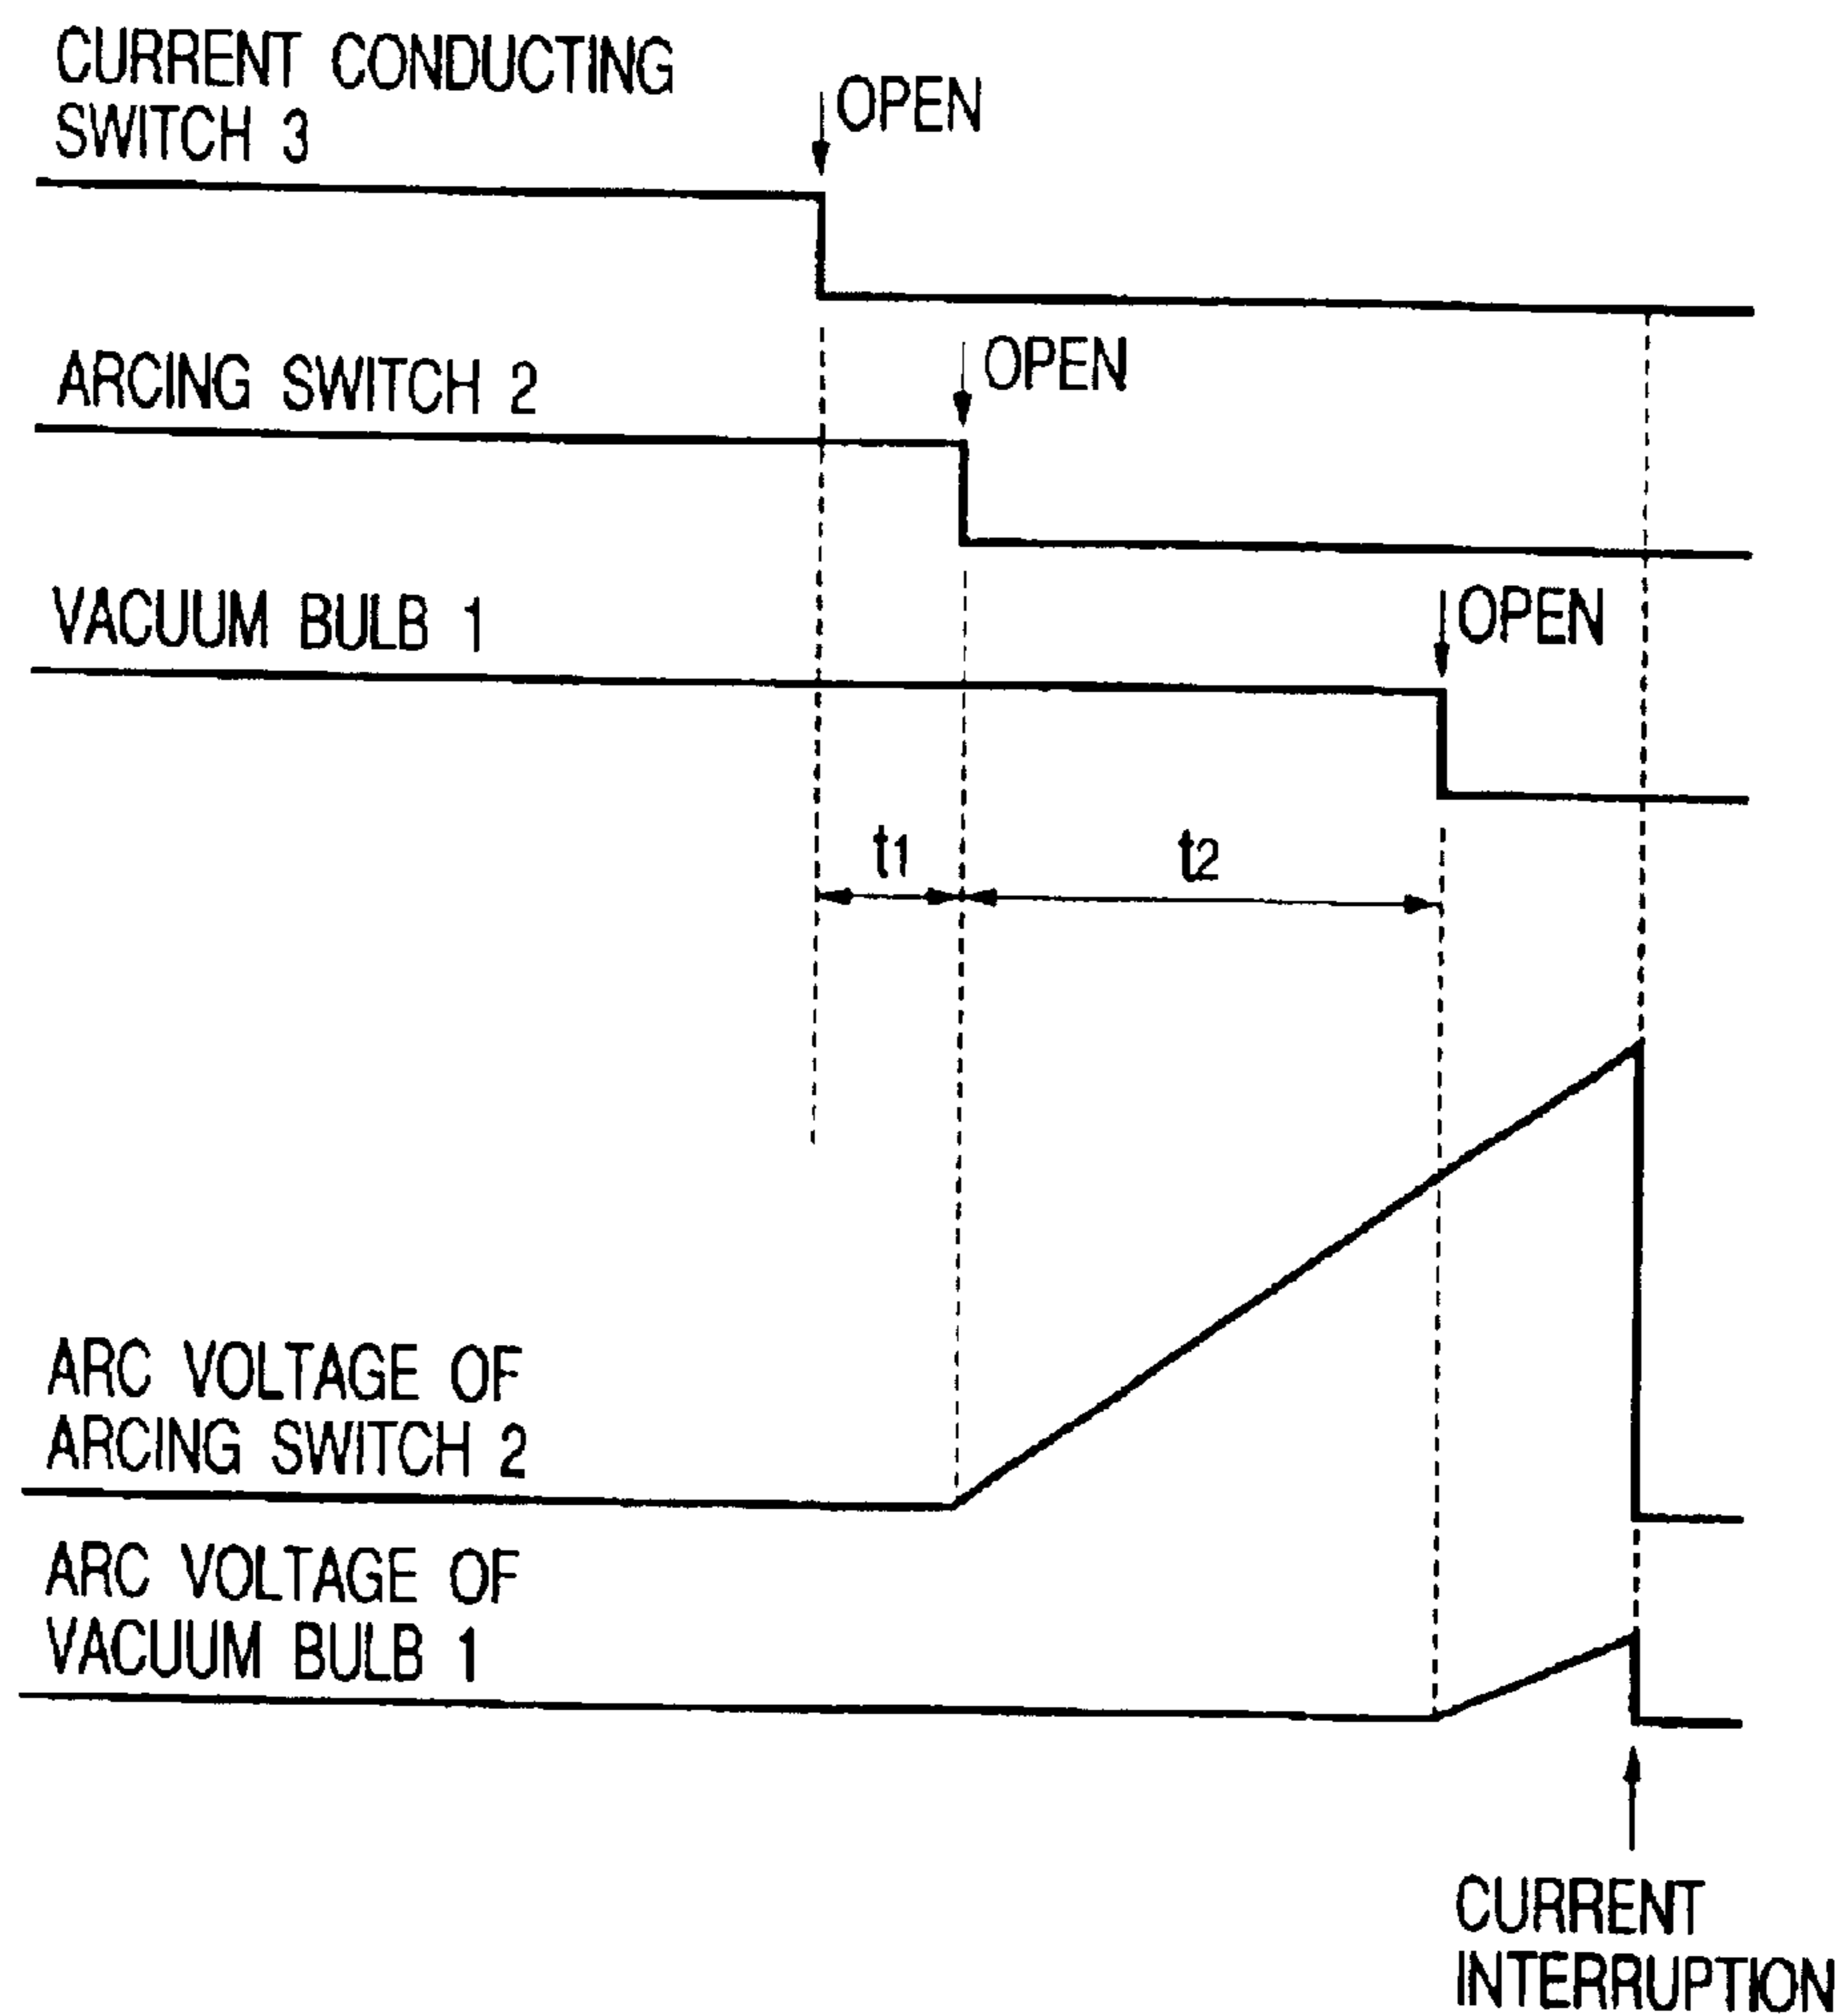 CURRENT CONDUCTING
SWITCH 3
OPEN
ARCING SWITCH 2
OPEN
VACUUM BULB 1
OPEN
t1
t2
ARC VOLTAGE OF
ARCING SWITCH 2
ARC VOLTAGE OF
VACUUM BULB 1
CURRENT
INTERRUPTION